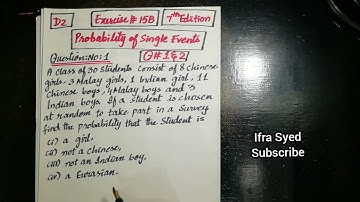 D2
Exercise # 15B
7th Edition
Probability of Single Events
Question:No:1
Q# 1 & 2
A class of 30 students consist of 8 chinese
girls, 3 Malay girls, 1 Indian girl, 11
chinese boys, 4 Malay boys and 3
Indian boys. If a student is chosen
at random to take part in a survey
find the probability that the student is
(i) a girl,
(ii) not a chinese,
(iii) not an Indian boy,
(iv) a Eurasian.
Ifra Syed
Subscribe